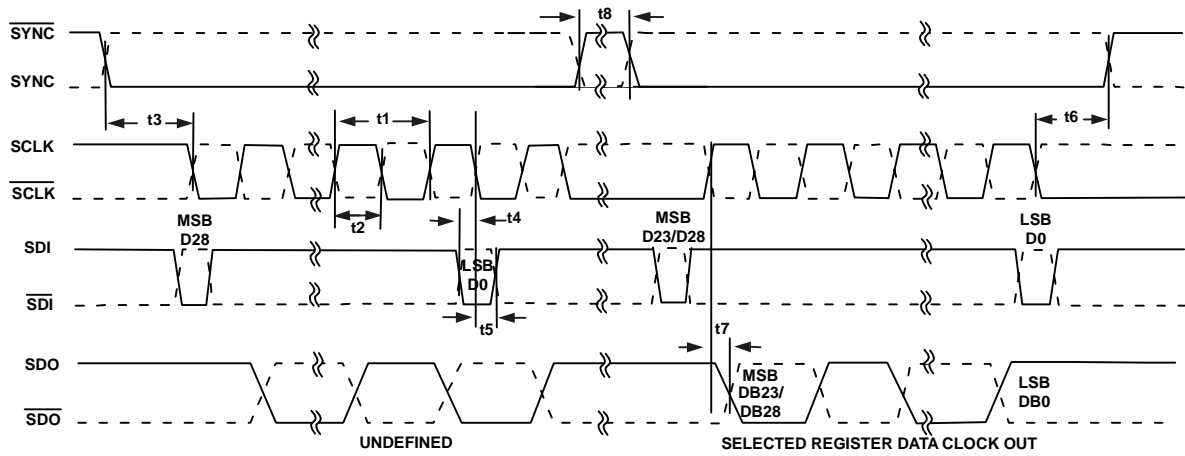 SYNC
t8
SYNC
t3
t1
t6
SCLK
SCLK
t2
t4
MSB
D28
MSB
D23/D28
LSB
D0
SDI
LSB
D0
SDI
t5
t7
SDO
MSB
DB23/
DB28
LSB
DB0
SDO
UNDEFINED
SELECTED REGISTER DATA CLOCK OUT